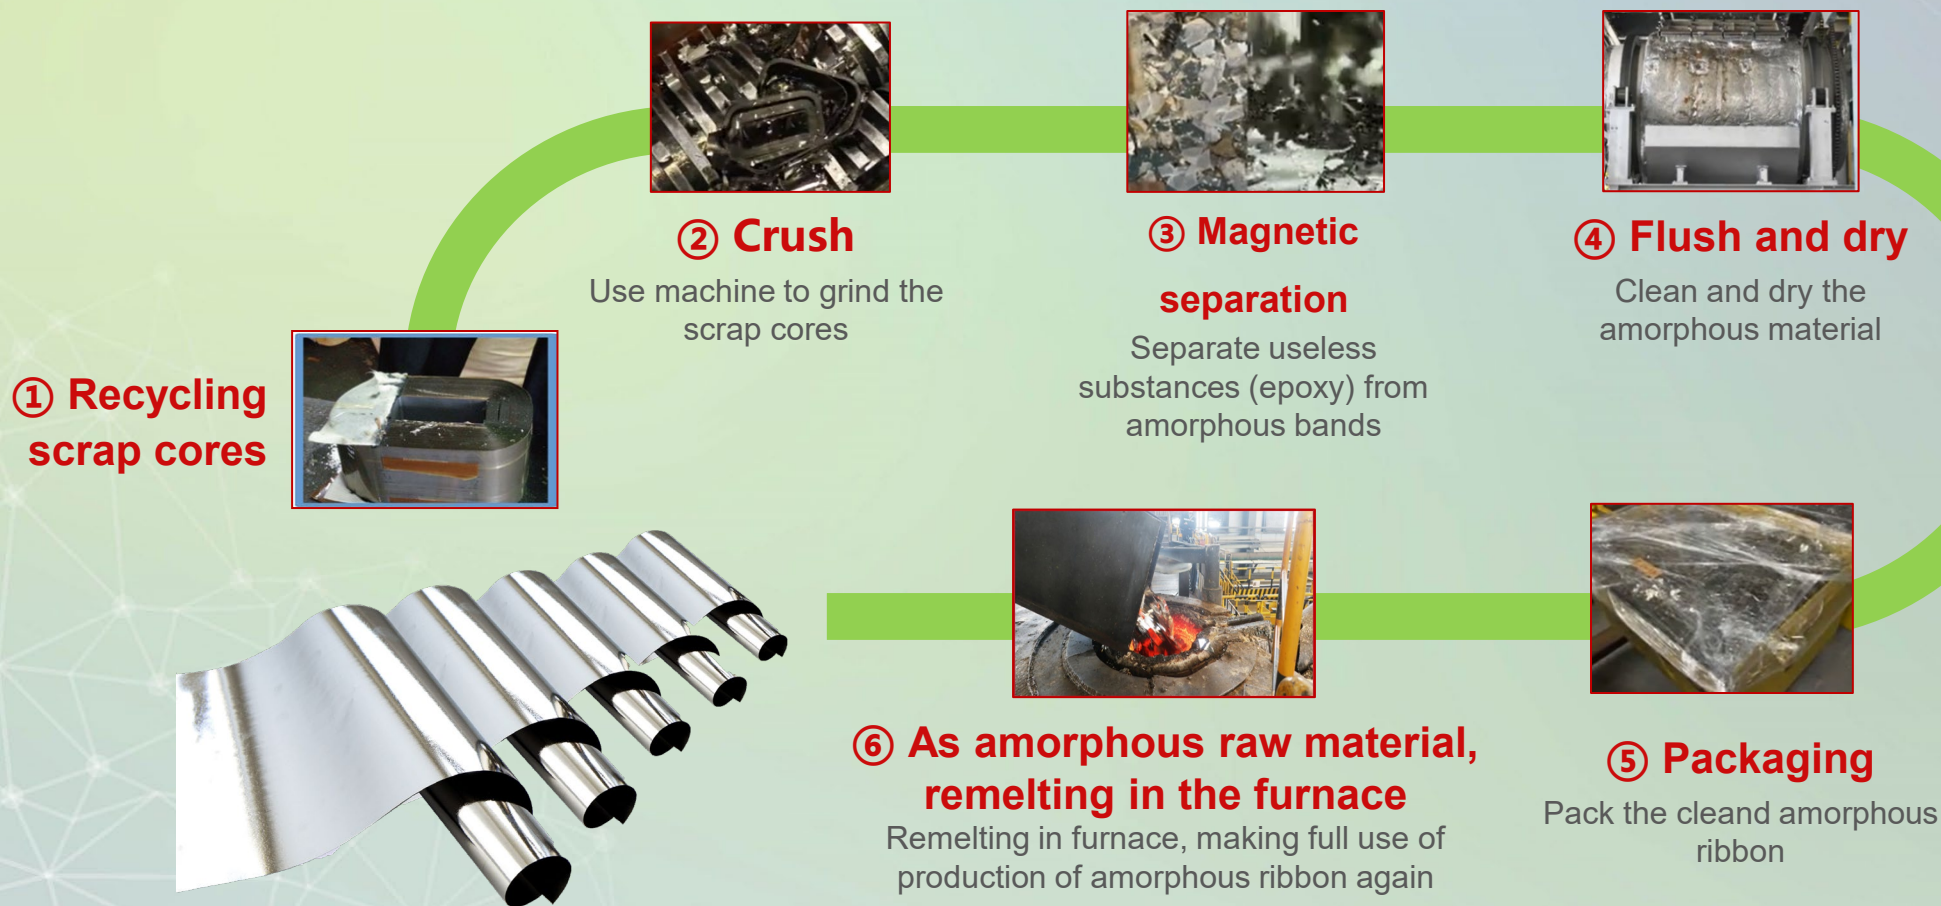 ① Recycling
scrap cores
② Crush
Use machine to grind the
scrap cores
③ Magnetic
separation
Separate useless
substances (epoxy) from
amorphous bands
④ Flush and dry
Clean and dry the
amorphous material
⑤ Packaging
Pack the cleand amorphous
ribbon
⑥ As amorphous raw material,
remelting in the furnace
Remelting in furnace, making full use of
production of amorphous ribbon again